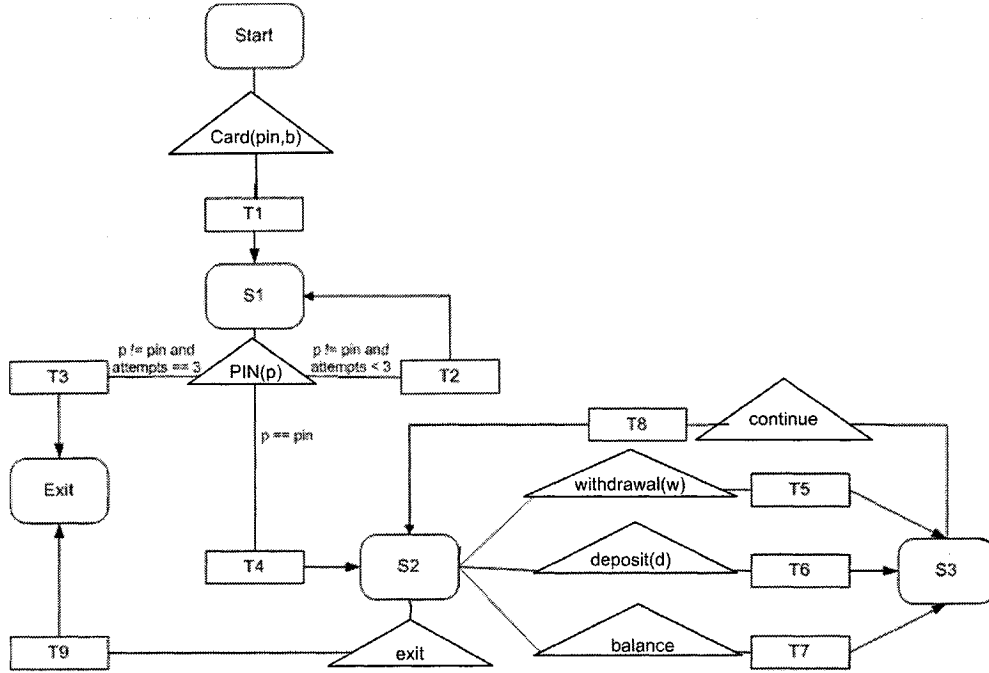 Start
Card(pin,b)
T1
S1
p != pin and
attempts == 3
p != pin and
attempts < 3
T3
PIN(p)
T2
T8
continue
p == pin
withdrawal(w)
T5
Exit
T4
S2
deposit(d)
T6
S3
T9
exit
balance
T7